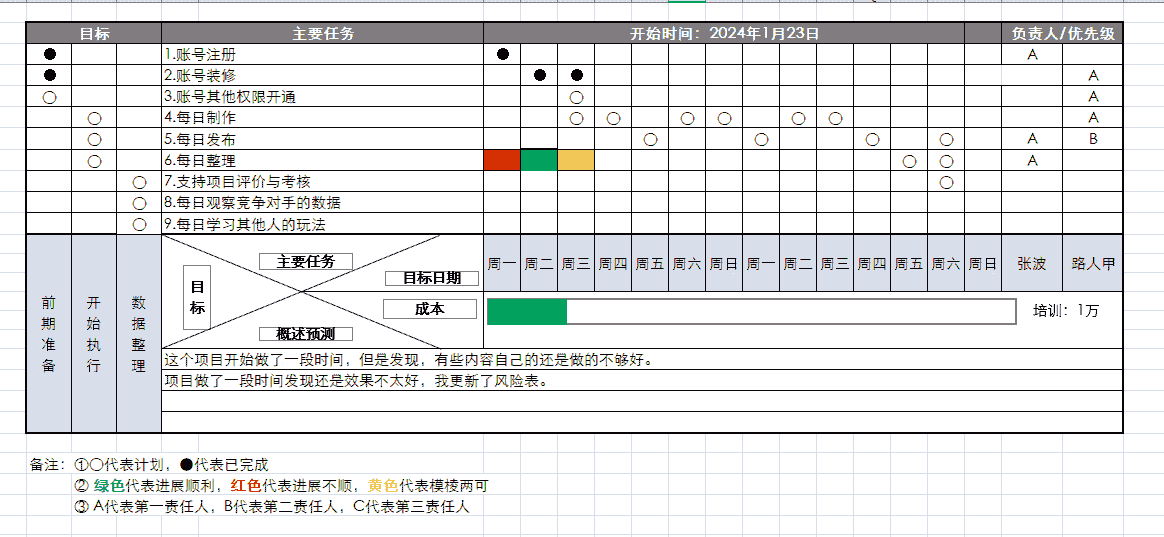 目标 主要任务 开始时间：2024年1月23日 负责人/优先级
● 1.账号注册 ● A
● 2.账号装修 ● ● A
○ 3.账号其他权限开通 ○ A
○ 4.每日制作 ○ ○ ○ ○ ○ ○ A
○ 5.每日发布 ○ ○ ○ ○ A B
○ 6.每日整理 ○ ○ A
○ 7.支持项目评价与考核 ○
○ 8.每日观察竞争对手的数据
○ 9.每日学习其他人的玩法
前期准备
开始执行
数据整理
主要任务
目标日期
目标
成本
概述预测
周一 周二 周三 周四 周五 周六 周日 周一 周二 周三 周四 周五 周六 周日 张波 路人甲
培训：1万
这个项目开始做了一段时间，但是发现，有些内容自己的还是做的不够好。
项目做了一段时间发现还是效果不太好，我更新了风险表。
备注：①○代表计划，●代表已完成
② 绿色代表进展顺利，红色代表进展不顺，黄色代表模棱两可
③ A代表第一责任人，B代表第二责任人，C代表第三责任人